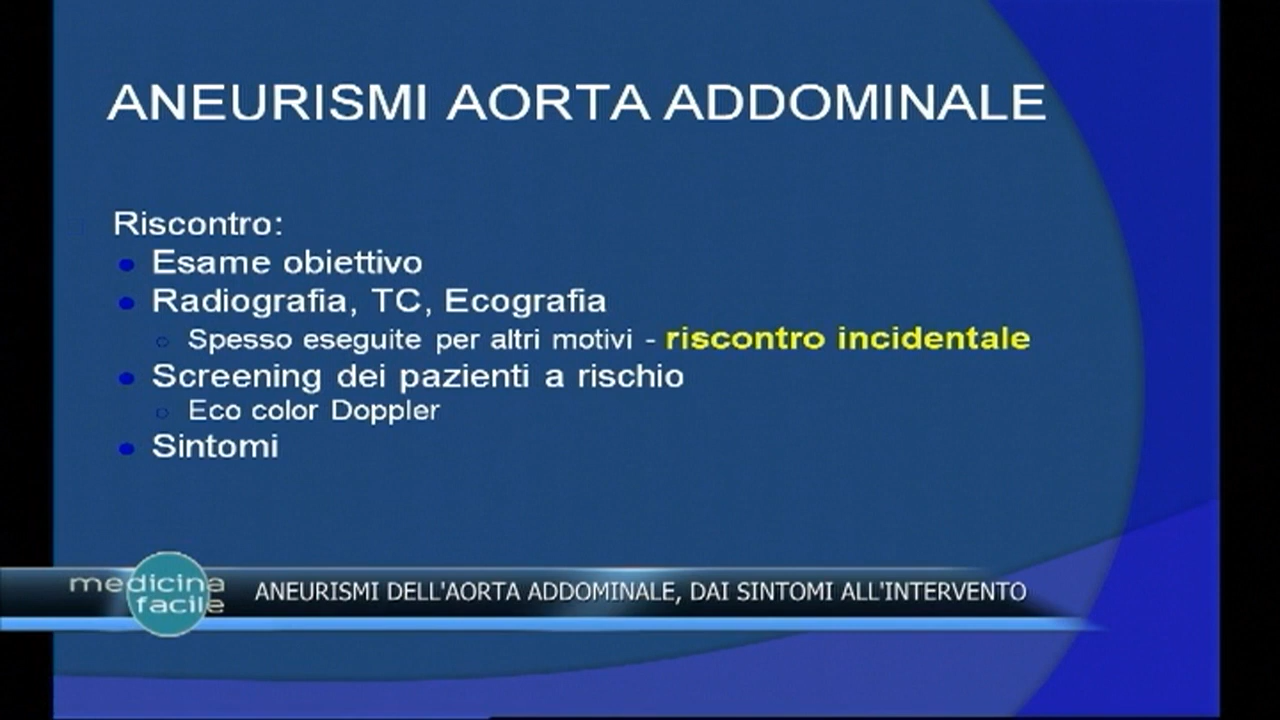 ANEURISMI AORTA ADDOMINALE
Riscontro:
Esame obiettivo
Radiografia, TC, Ecografia
Spesso eseguite per altri motivi - riscontro incidentale
Screening dei pazienti a rischio
Eco color Doppler
Sintomi
medicina
facile
ANEURISMI DELL'AORTA ADDOMINALE, DAI SINTOMI ALL'INTERVENTO